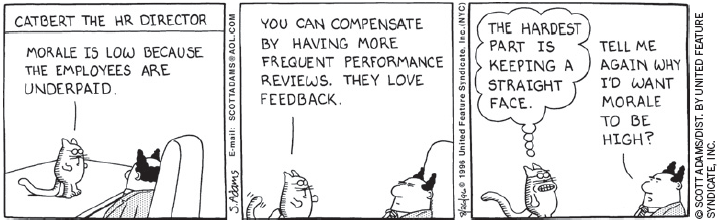 CATBERT THE HR DIRECTOR
MORALE IS LOW BECAUSE
THE EMPLOYEES ARE
UNDERPAID.
S.Adams E-mail: SCOTTADAMS@AOL.COM
YOU CAN COMPENSATE
BY HAVING MORE
FREQUENT PERFORMANCE
REVIEWS. THEY LOVE
FEEDBACK.
© 1996 United Feature Syndicate, Inc. (NYC)
THE HARDEST
PART IS
KEEPING A
STRAIGHT
FACE.
TELL ME
AGAIN WHY
I'D WANT
MORALE
TO BE
HIGH?
© SCOTT ADAMS/DIST. BY UNITED FEATURE
SYNDICATE, INC.